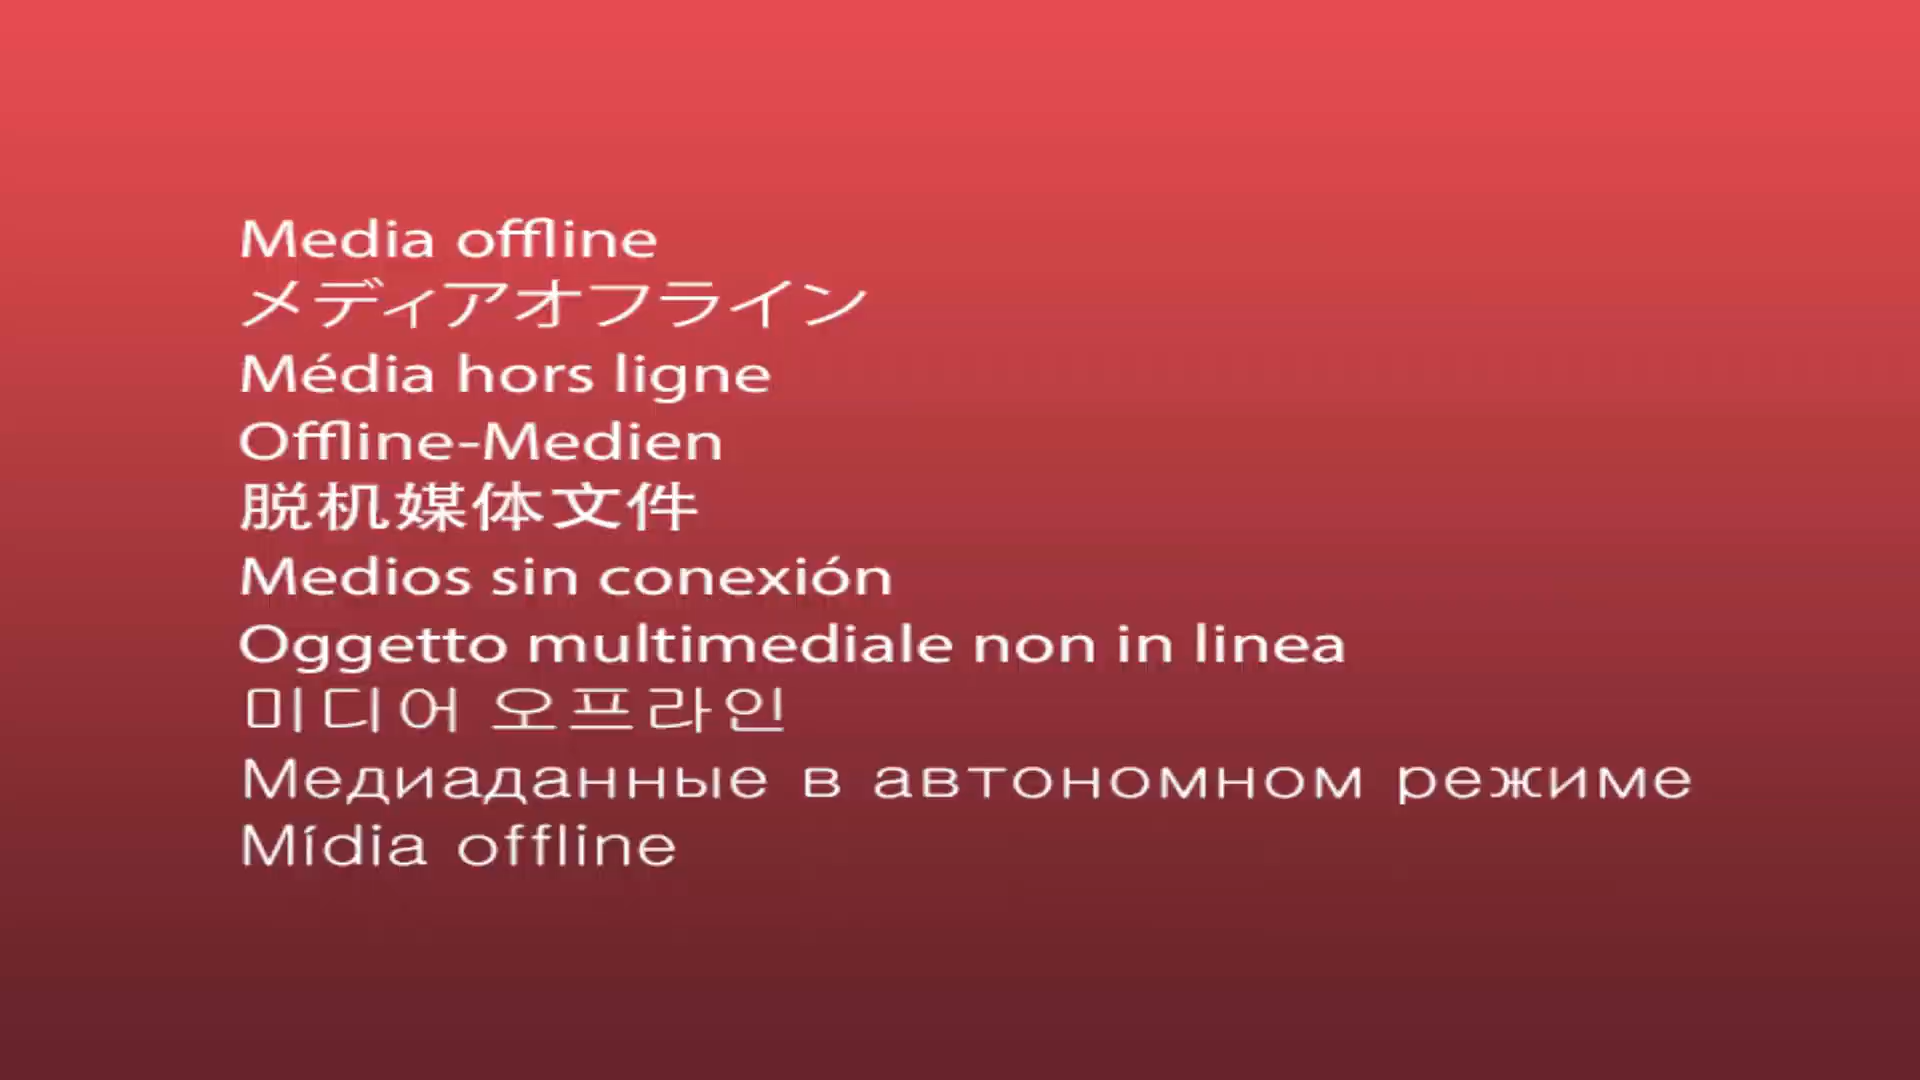 Media offline
メディアオフライン
Média hors ligne
Offline-Medien
脱机媒体文件
Medios sin conexión
Oggetto multimediale non in linea
미디어 오프라인
Медиаданные в автономном режиме
Mídia offline